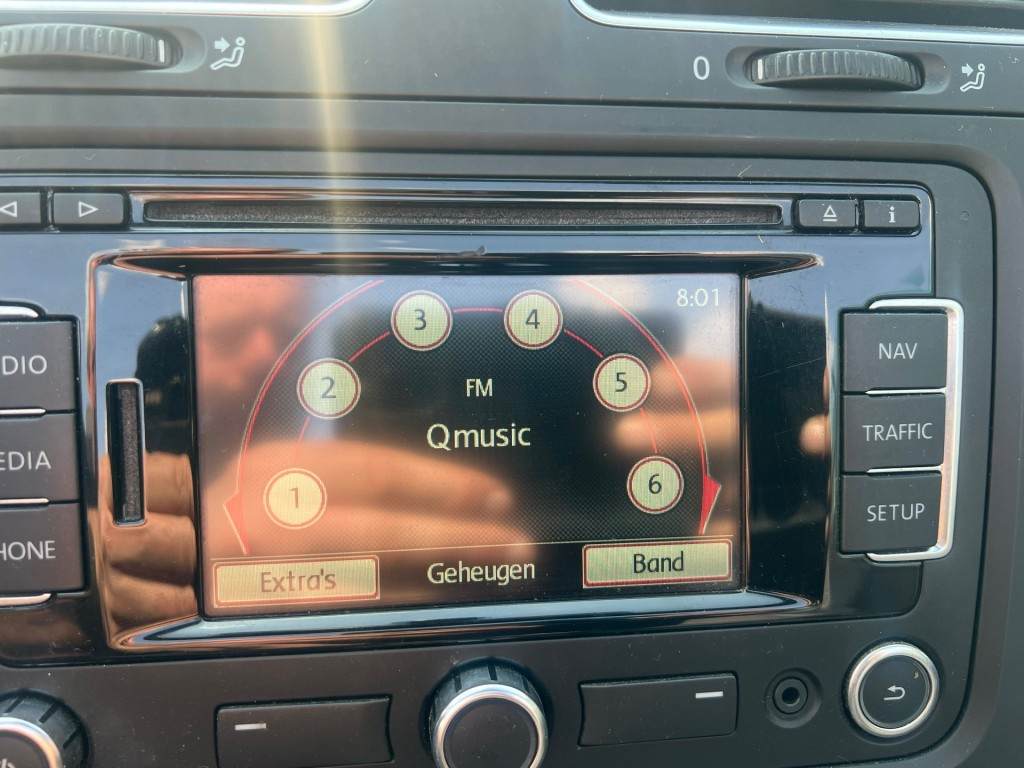 0
i
8:01
3
4
2
5
FM
Qmusic
1
6
Extra's
Geheugen
Band
DIO
EDIA
HONE
NAV
TRAFFIC
SETUP